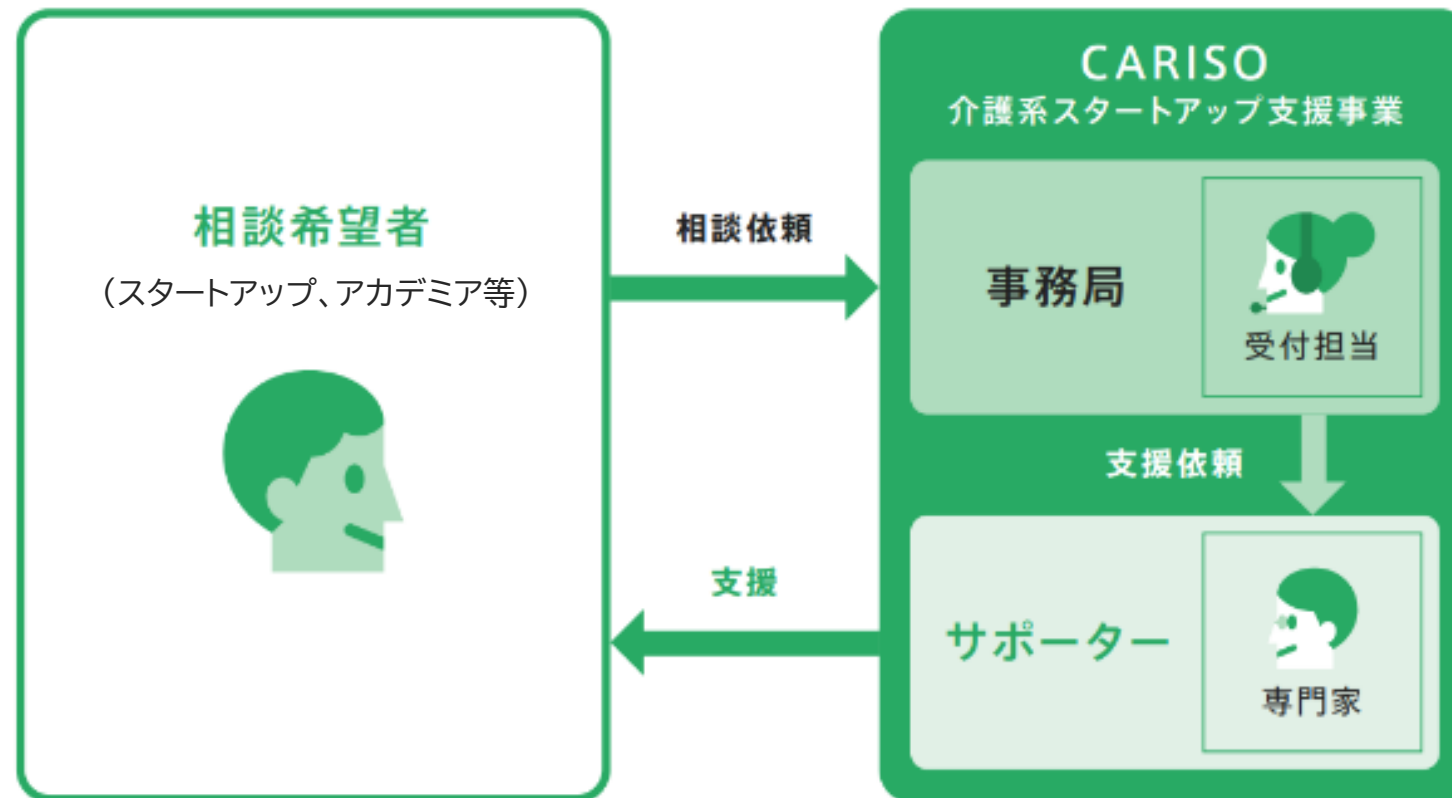 相談希望者
（スタートアップ、アカデミア等）
相談依頼
CARISO
介護系スタートアップ支援事業
事務局
受付担当
支援依頼
サポーター
専門家
支援